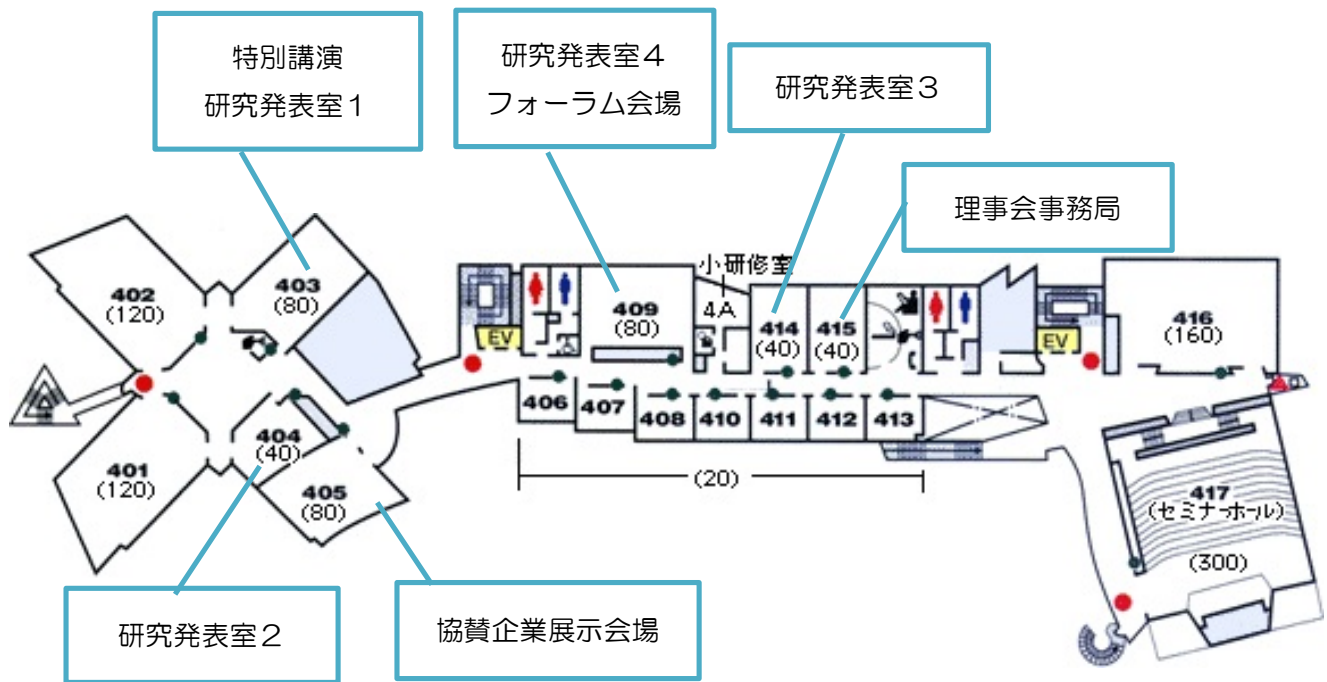 特別講演
研究発表室１
研究発表室４
フォーラム会場
研究発表室３
理事会事務局
402
(120)
403
(80)
EV
409
(80)
小研修室
4A
414
(40)
415
(40)
EV
416
(160)
401
(120)
404
(40)
405
(80)
406
407
408
410
411
412
413
(20)
417
(セミナーホール)
(300)
研究発表室２
協賛企業展示会場